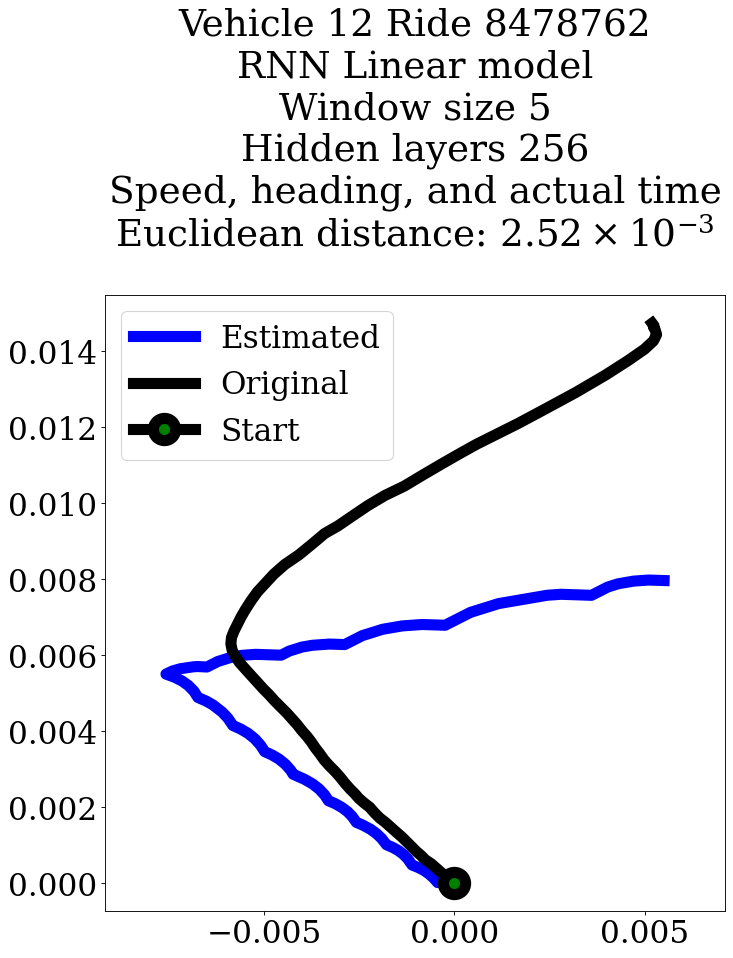 Vehicle 12 Ride 8478762
RNN Linear model
Window size 5
Hidden layers 256
Speed, heading, and actual time
Euclidean distance: 2.52 × 10⁻³
Estimated
Original
Start
0.014
0.012
0.010
0.008
0.006
0.004
0.002
0.000
−0.005 0.000 0.005